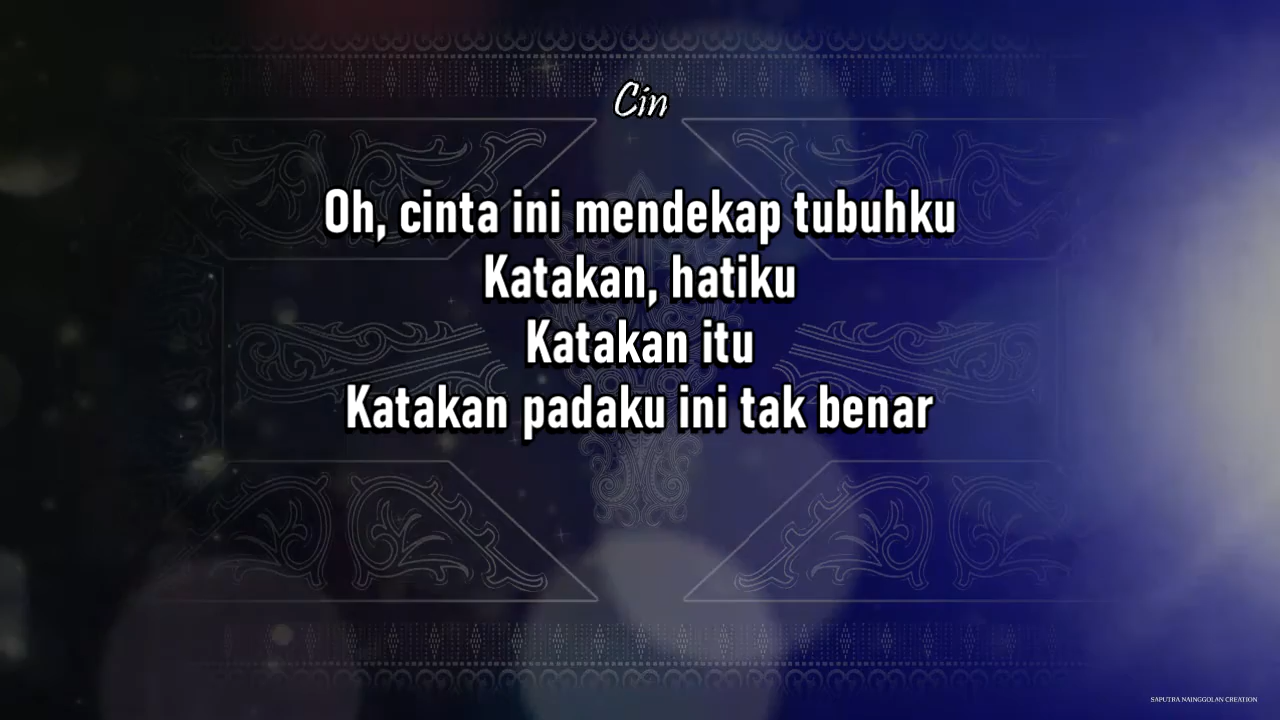 Cin
Oh, cinta ini mendekap tubuhku
Katakan, hatiku
Katakan itu
Katakan padaku ini tak benar
SAPUTRA NAINGGOLAN CREATION